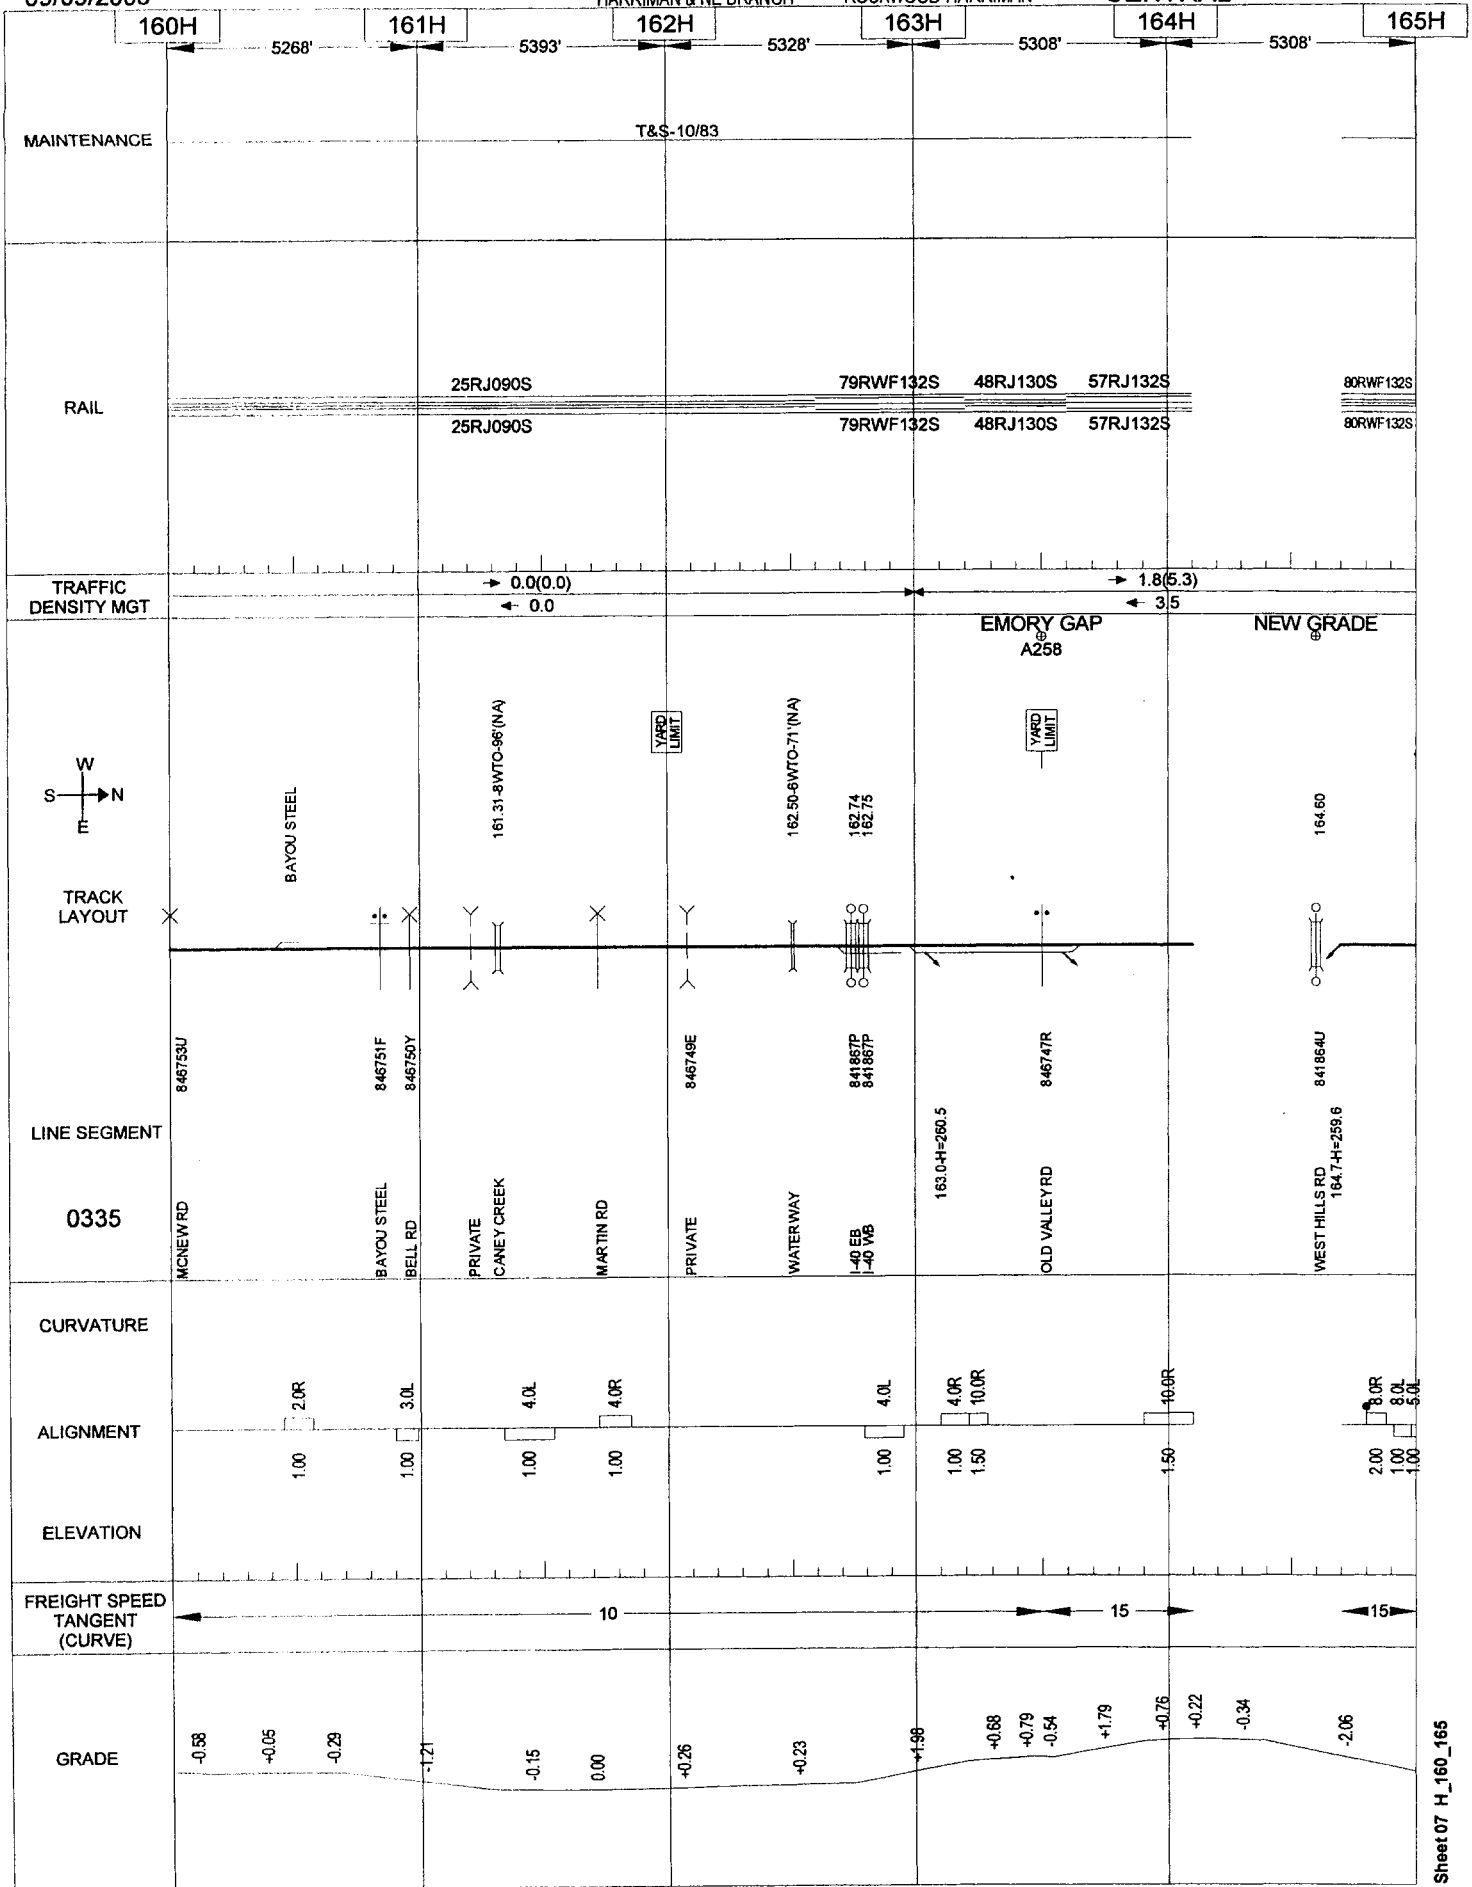 160H 161H 162H 163H 164H 165H
5268' 5393' 5328' 5308' 5308'
MAINTENANCE
T&S-10/83
RAIL
25RJ090S 79RWF132S 48RJ130S 57RJ132S 80RWF132S
25RJ090S 79RWF132S 48RJ130S 57RJ132S 80RWF132S
TRAFFIC
DENSITY MGT
0.0(0.0)
0.0
1.8(5.3)
3.5
EMORY GAP
A258
NEW GRADE
YARD
LIMIT
YARD
LIMIT
W
S N
E
BAYOU STEEL
161.31-8WTO-96'(NA)
162.50-6WTO-71'(NA)
162.74
162.75
164.60
TRACK
LAYOUT
846753U
846751F
846750Y
846749E
841867P
841867P
846747R
841864U
LINE SEGMENT
0335
163.0-H=260.5
164.7-H=259.6
MCNEW RD
BAYOU STEEL
BELL RD
PRIVATE
CANEY CREEK
MARTIN RD
PRIVATE
WATERWAY
I-40 EB
I-40 WB
OLD VALLEY RD
WEST HILLS RD
CURVATURE
2.0R 3.0L 4.0L 4.0R 4.0L 4.0R 10.0R 10.0R 8.0R 8.0L 5.0L
ALIGNMENT
1.00 1.00 1.00 1.00 1.00 1.00 1.50 1.50 2.00 1.00 1.00
ELEVATION
FREIGHT SPEED
TANGENT
(CURVE)
10 15 15
GRADE
-0.58 +0.05 -0.29 -1.21 -0.15 0.00 +0.26 +0.23 +1.98 +0.68 +0.79 -0.54 +1.79 +0.76 +0.22 -0.34 -2.06
Sheet 07 H_160_165